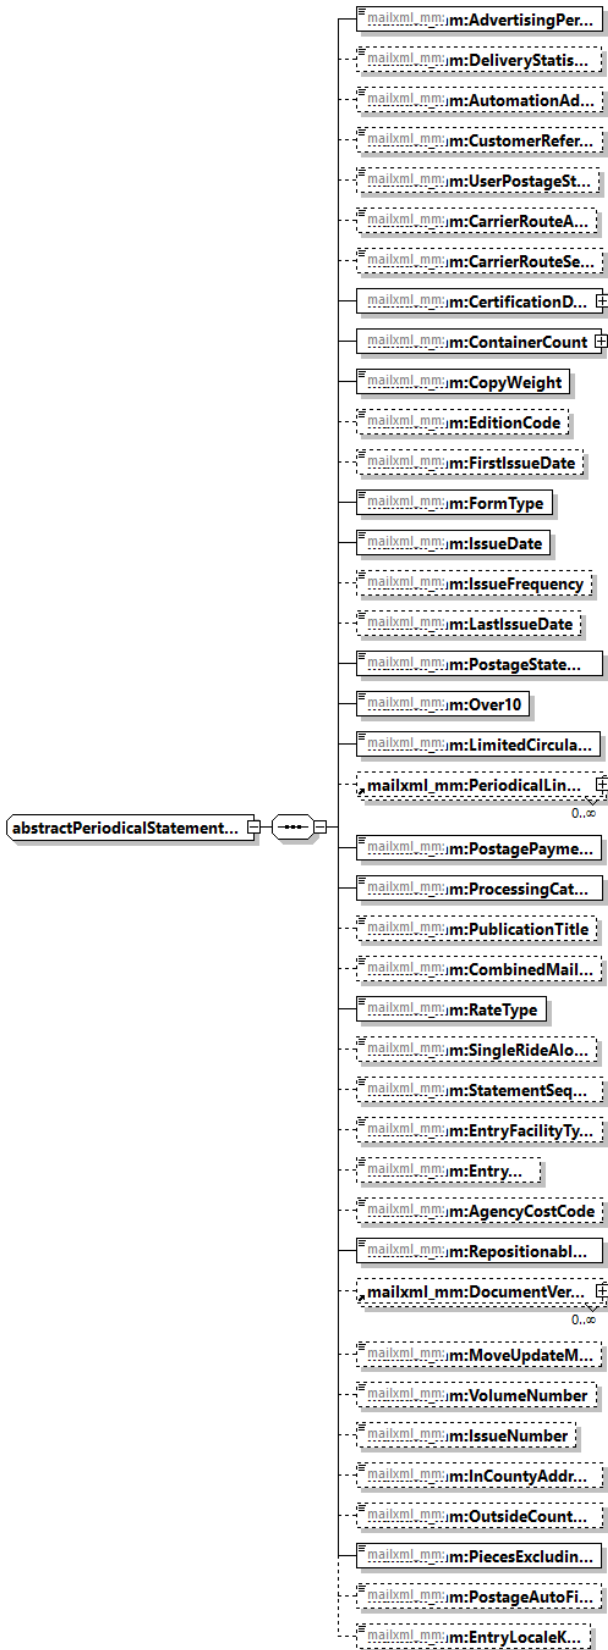 mailxml_mm: m:AdvertisingPer...
mailxml_mm: m:DeliveryStatis...
mailxml_mm: m:AutomationAd...
mailxml_mm: m:CustomerRefer...
mailxml_mm: m:UserPostageSt...
mailxml_mm: m:CarrierRouteA...
mailxml_mm: m:CarrierRouteSe...
mailxml_mm: m:CertificationD...
mailxml_mm: m:ContainerCount
mailxml_mm: m:CopyWeight
mailxml_mm: m:EditionCode
mailxml_mm: m:FirstIssueDate
mailxml_mm: m:FormType
mailxml_mm: m:IssueDate
mailxml_mm: m:IssueFrequency
mailxml_mm: m:LastIssueDate
mailxml_mm: m:PostageState...
mailxml_mm: m:Over10
mailxml_mm: m:LimitedCircula...
mailxml_mm:PeriodicalLin...
0..∞
abstractPeriodicalStatement...
mailxml_mm: m:PostagePayme...
mailxml_mm: m:ProcessingCat...
mailxml_mm: m:PublicationTitle
mailxml_mm: m:CombinedMail...
mailxml_mm: m:RateType
mailxml_mm: m:SingleRideAlo...
mailxml_mm: m:StatementSeq...
mailxml_mm: m:EntryFacilityTy...
mailxml_mm: m:Entry...
mailxml_mm: m:AgencyCostCode
mailxml_mm: m:Repositionabl...
mailxml_mm:DocumentVer...
0..∞
mailxml_mm: m:MoveUpdateM...
mailxml_mm: m:VolumeNumber
mailxml_mm: m:IssueNumber
mailxml_mm: m:InCountyAddr...
mailxml_mm: m:OutsideCount...
mailxml_mm: m:PiecesExcludin...
mailxml_mm: m:PostageAutoFi...
mailxml_mm: m:EntryLocaleK...